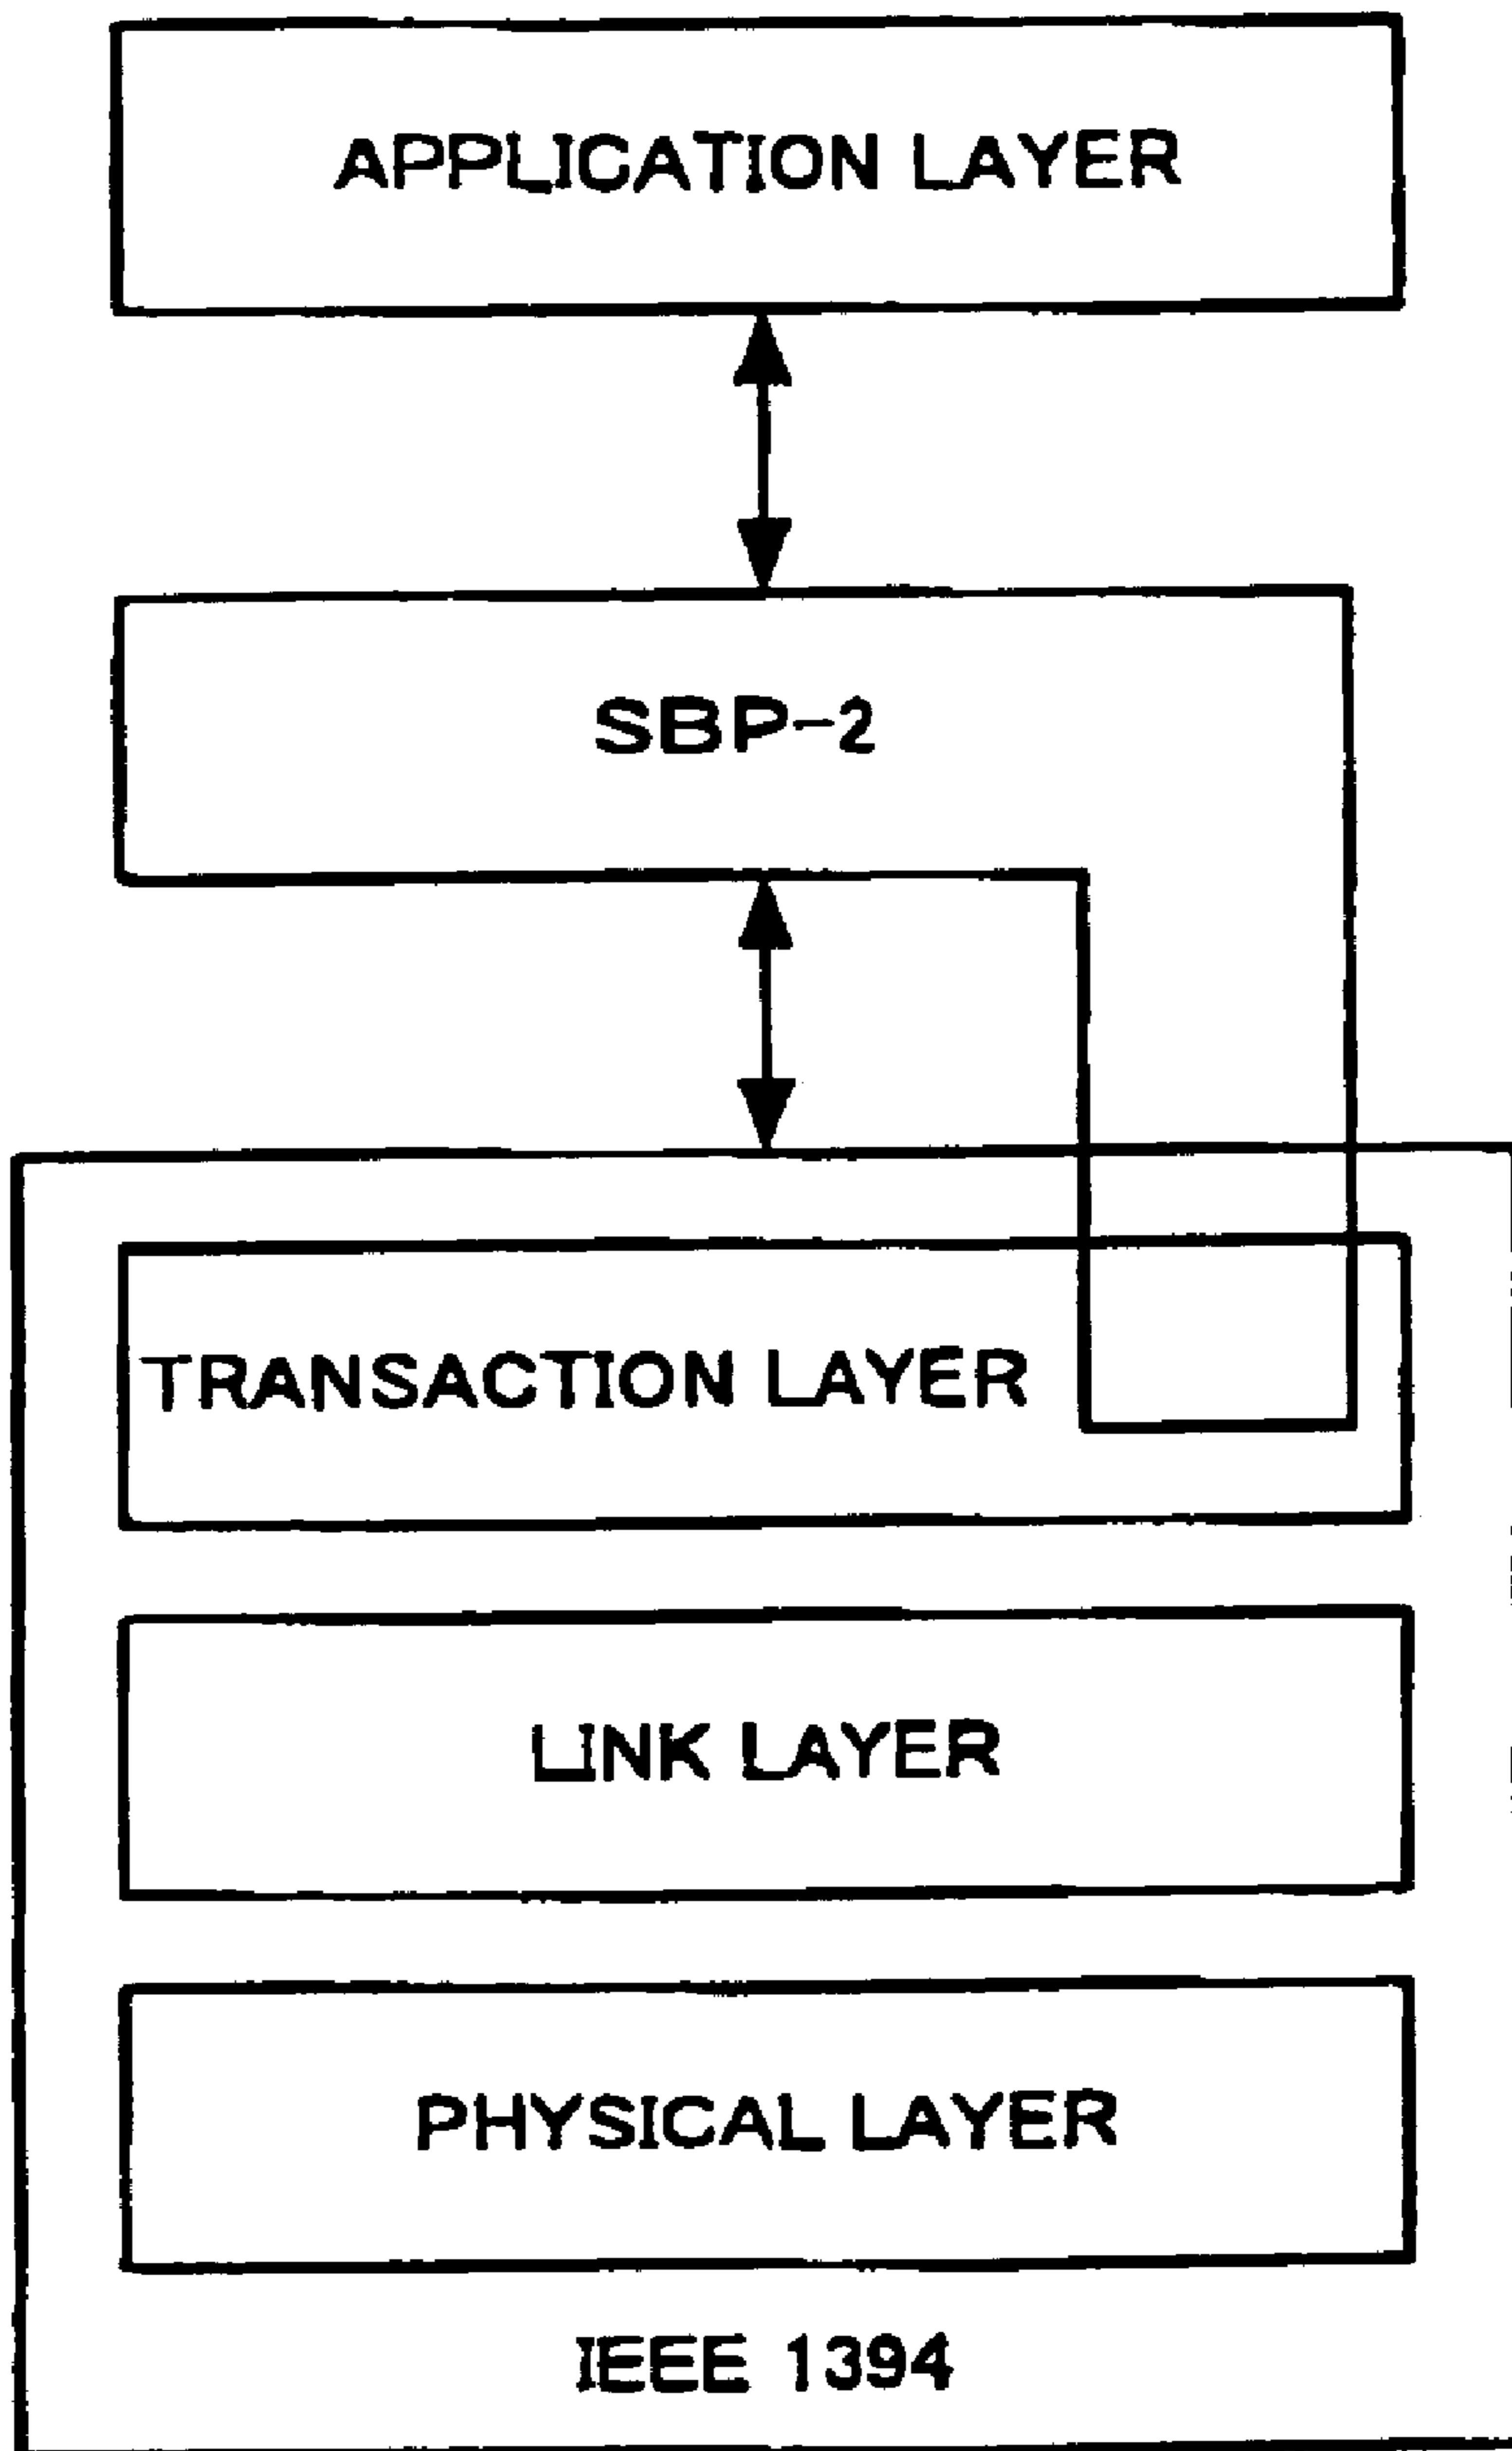 APPLICATION LAYER
SBP-2
TRANSACTION LAYER
LINK LAYER
PHYSICAL LAYER
IEEE 1394